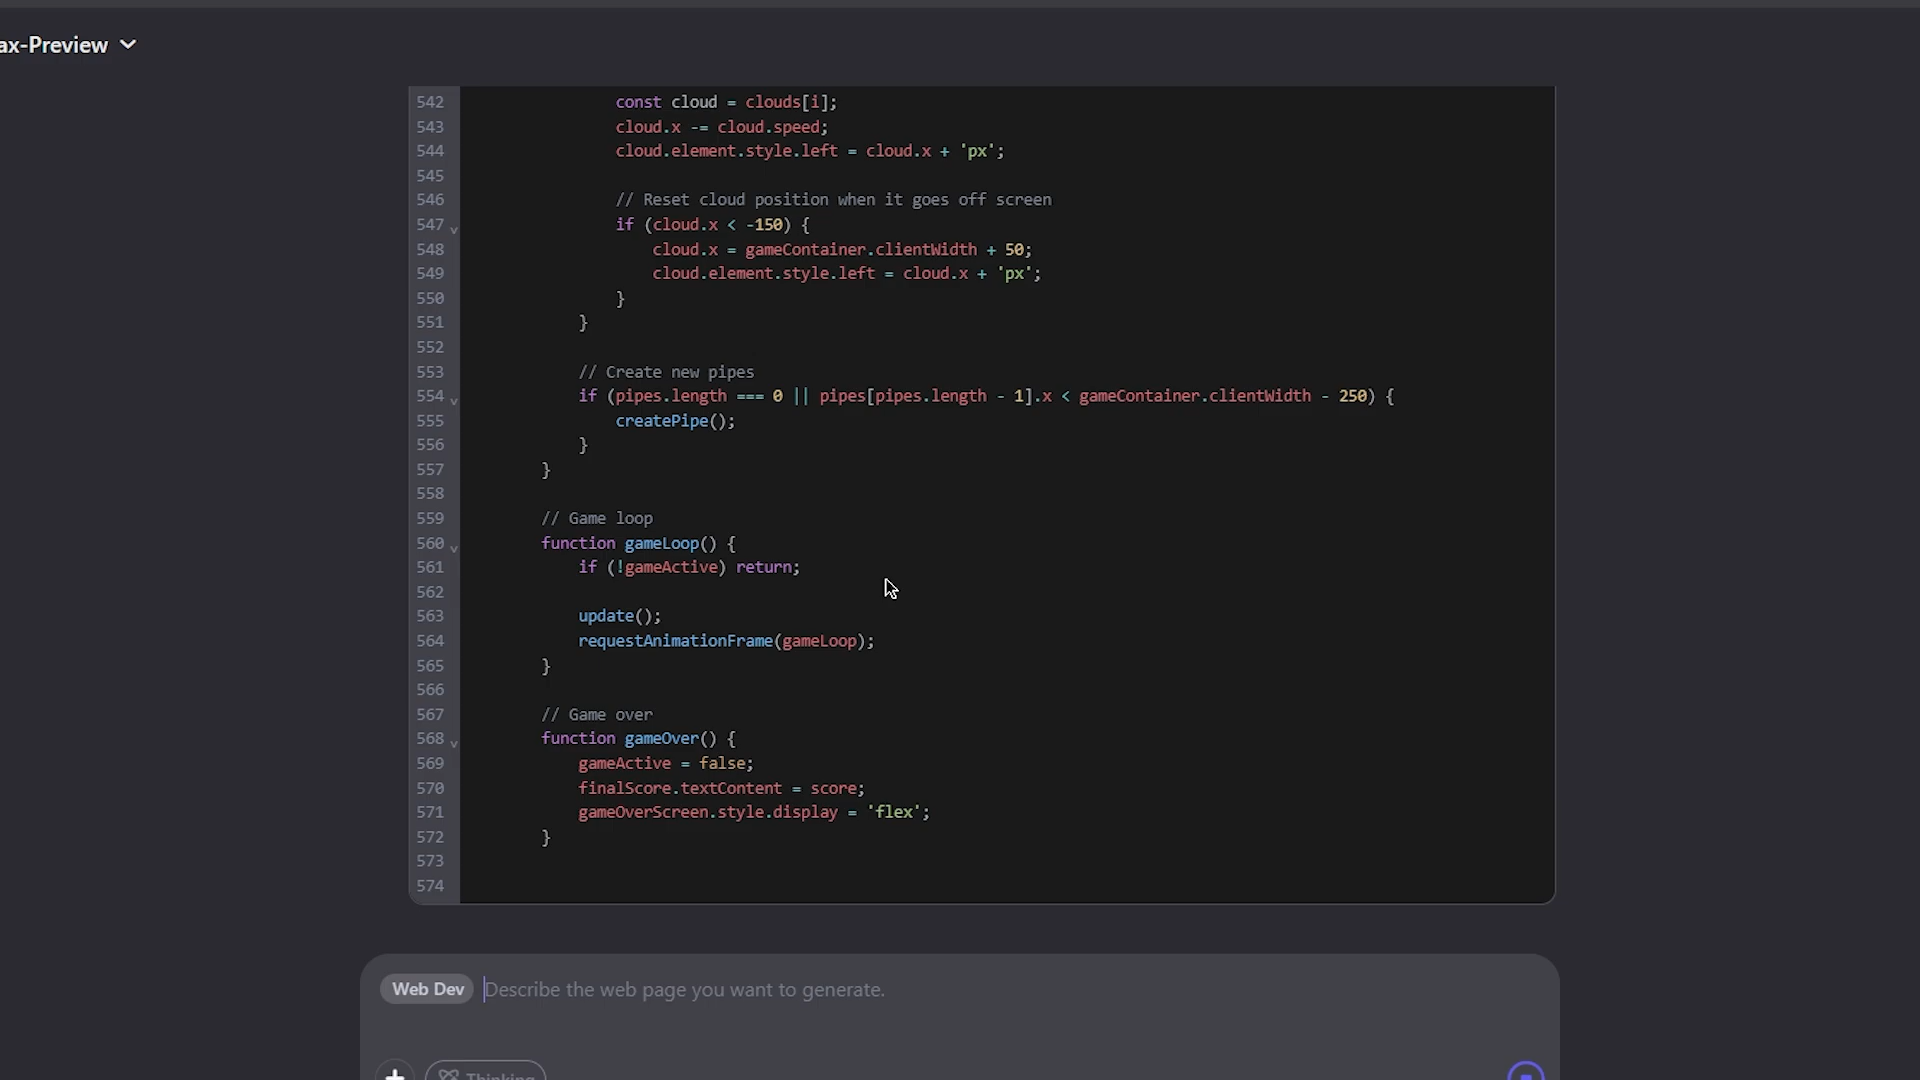 ax-Preview
542 const cloud = clouds[i];
543 cloud.x -= cloud.speed;
544 cloud.element.style.left = cloud.x + 'px';
545
546 // Reset cloud position when it goes off screen
547 if (cloud.x < -150) {
548 cloud.x = gameContainer.clientWidth + 50;
549 cloud.element.style.left = cloud.x + 'px';
550 }
551 }
552
553 // Create new pipes
554 if (pipes.length === 0 || pipes[pipes.length - 1].x < gameContainer.clientWidth - 250) {
555 createPipe();
556 }
557 }
558
559 // Game loop
560 function gameLoop() {
561 if (!gameActive) return;
562
563 update();
564 requestAnimationFrame(gameLoop);
565 }
566
567 // Game over
568 function gameOver() {
569 gameActive = false;
570 finalScore.textContent = score;
571 gameOverScreen.style.display = 'flex';
572 }
573
574
Web Dev Describe the web page you want to generate.
Thinking